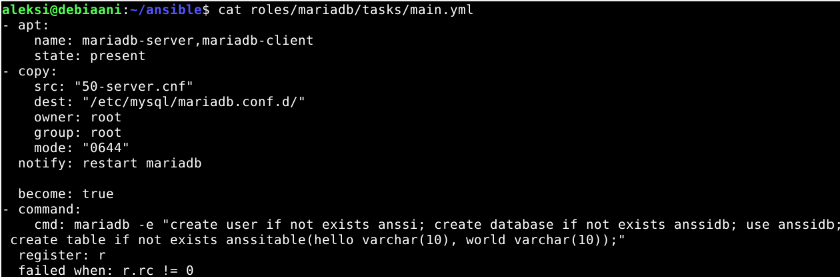 aleksi@debiaani:~/ansible$ cat roles/mariadb/tasks/main.yml
- apt:
    name: mariadb-server,mariadb-client
    state: present
- copy:
    src: "50-server.cnf"
    dest: "/etc/mysql/mariadb.conf.d/"
    owner: root
    group: root
    mode: "0644"
  notify: restart mariadb

  become: true
- command:
    cmd: mariadb -e "create user if not exists anssi; create database if not exists anssidb; use anssidb;
 create table if not exists anssitable(hello varchar(10), world varchar(10));"
  register: r
  failed when: r.rc != 0